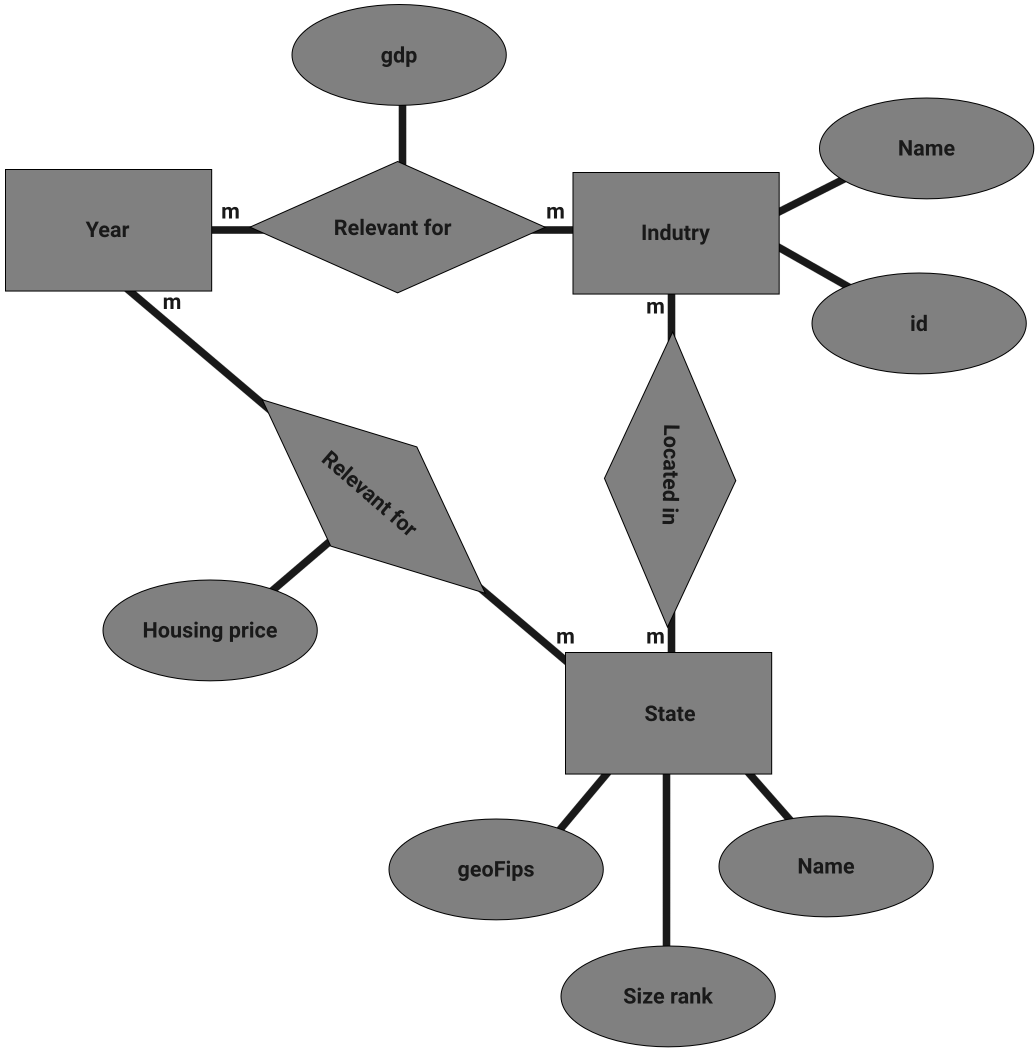 gdp
Name
Year
m
Relevant for
m
Indutry
m
m
id
Located in
Relevant for
Housing price
m
m
State
geoFips
Name
Size rank